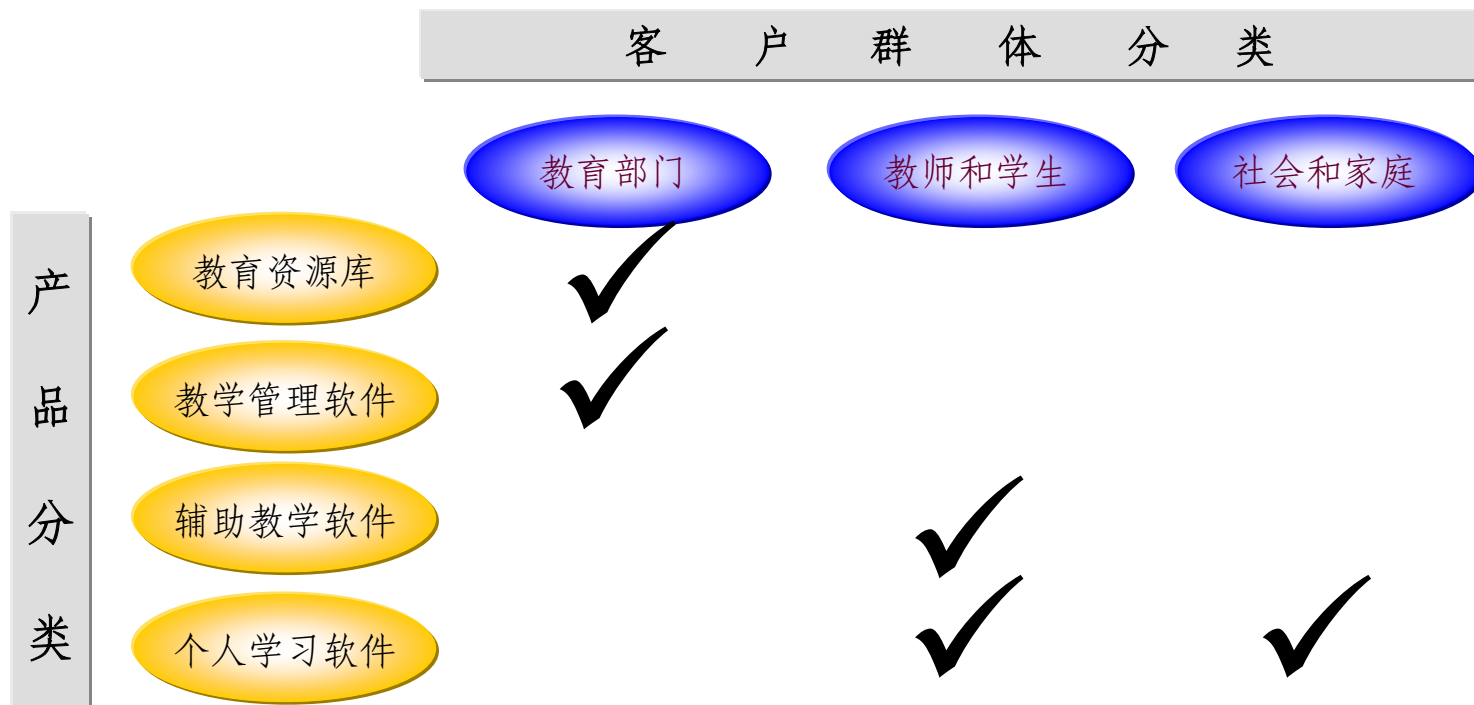 客户群体分类
教育部门
教师和学生
社会和家庭
产品分类
教育资源库
教学管理软件
辅助教学软件
个人学习软件